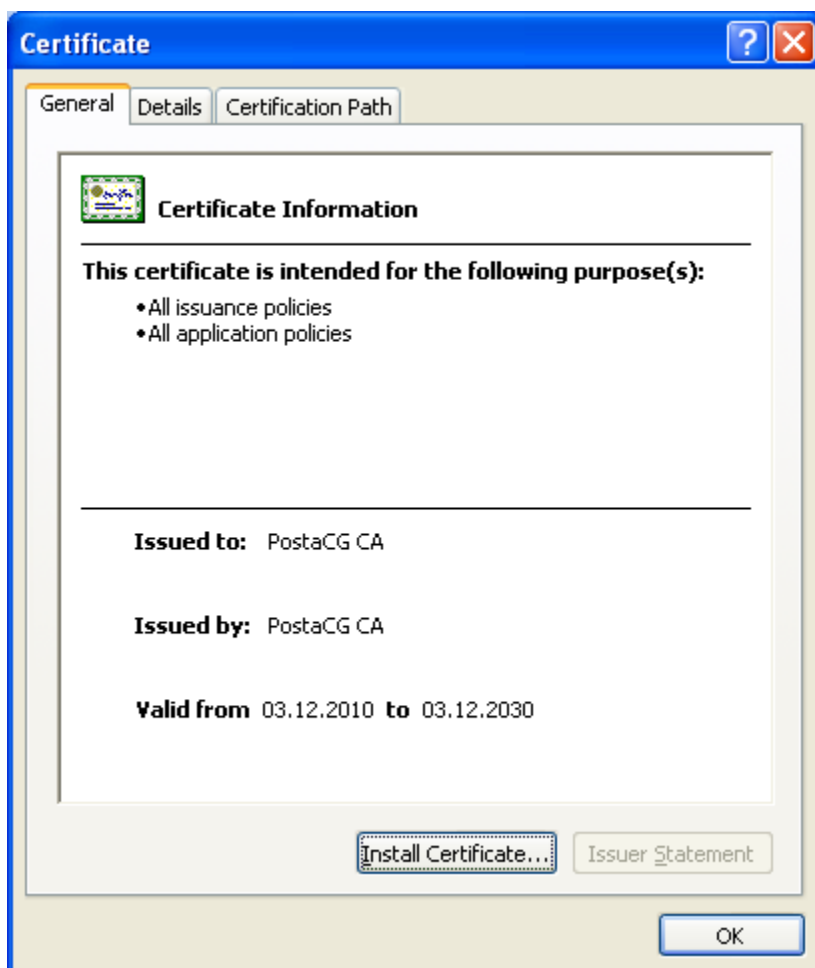 Certificate
General Details Certification Path
Certificate Information
This certificate is intended for the following purpose(s):
•All issuance policies
•All application policies
Issued to: PostaCG CA
Issued by: PostaCG CA
Valid from 03.12.2010 to 03.12.2030
Install Certificate... Issuer Statement
OK